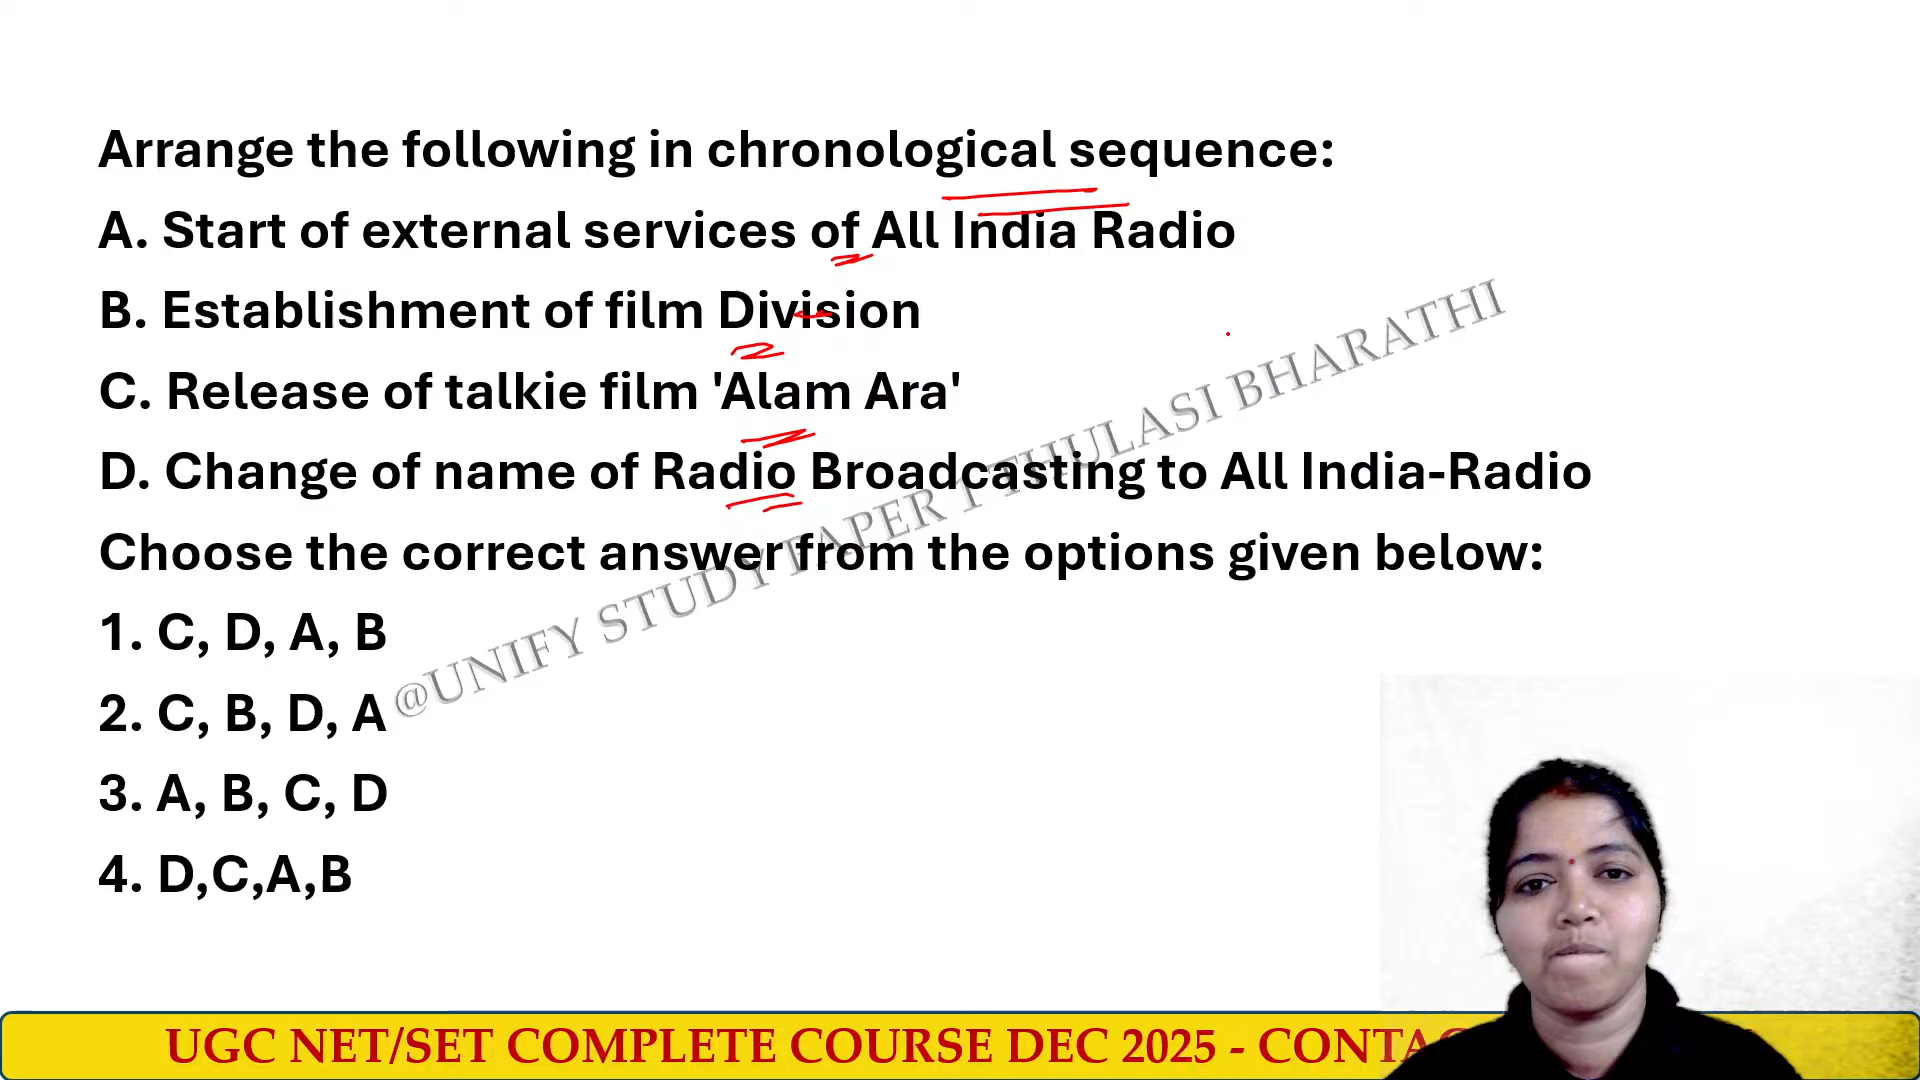 Arrange the following in chronological sequence:
A. Start of external services of All India Radio
B. Establishment of film Division
C. Release of talkie film 'Alam Ara'
D. Change of name of Radio Broadcasting to All India-Radio
Choose the correct answer from the options given below:
1. C, D, A, B
2. C, B, D, A
3. A, B, C, D
4. D,C,A,B
@UNIFY STUDY PAPER 1 THULASI BHARATHI
UGC NET/SET COMPLETE COURSE DEC 2025 -